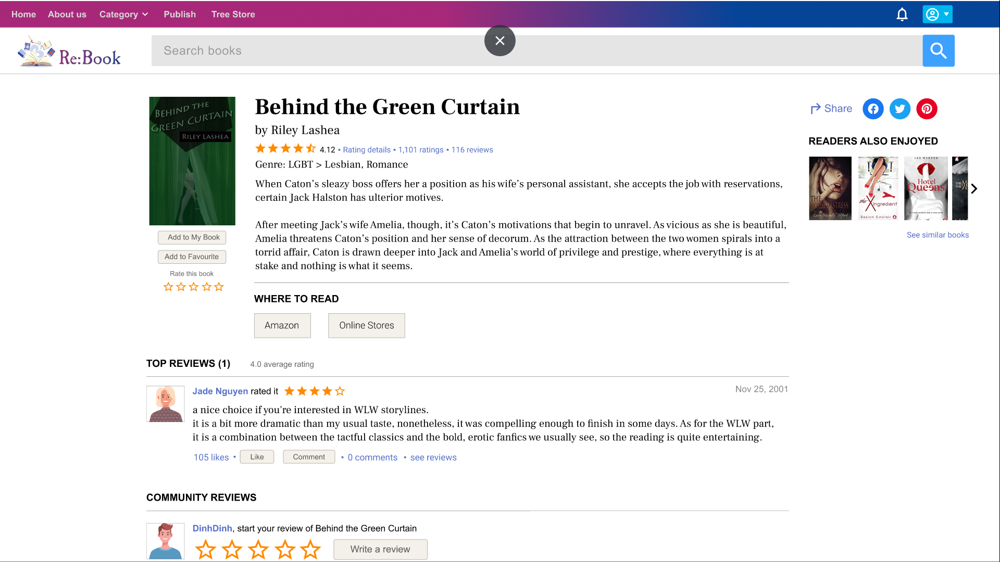 Home About us Category Publish Tree Store
Re:Book
Search books
BEHIND THE
GREEN CURTAIN
RILEY LASHEA
Add to My Book
Add to Favourite
Rate this book
Behind the Green Curtain
by Riley Lashea
4.12 • Rating details • 1,101 ratings • 116 reviews
Genre: LGBT > Lesbian, Romance
When Caton’s sleazy boss offers her a position as his wife’s personal assistant, she accepts the job with reservations,
certain Jack Halston has ulterior motives.
After meeting Jack’s wife Amelia, though, it’s Caton’s motivations that begin to unravel. As vicious as she is beautiful,
Amelia threatens Caton’s position and her sense of decorum. As the attraction between the two women spirals into a
torrid affair, Caton is drawn deeper into Jack and Amelia’s world of privilege and prestige, where everything is at
stake and nothing is what it seems.
WHERE TO READ
Amazon Online Stores
Share
READERS ALSO ENJOYED
THE
the X Ingredient
Roslyn Sinclair
LEE WINTER
Hotel
Queens
See similar books
TOP REVIEWS (1) 4.0 average rating
Jade Nguyen rated it
Nov 25, 2001
a nice choice if you're interested in WLW storylines.
it is a bit more dramatic than my usual taste, nonetheless, it was compelling enough to finish in some days. As for the WLW part,
it is a combination between the tactful classics and the bold, erotic fanfics we usually see, so the reading is quite entertaining.
105 likes • Like Comment • 0 comments • see reviews
COMMUNITY REVIEWS
DinhDinh, start your review of Behind the Green Curtain
Write a review